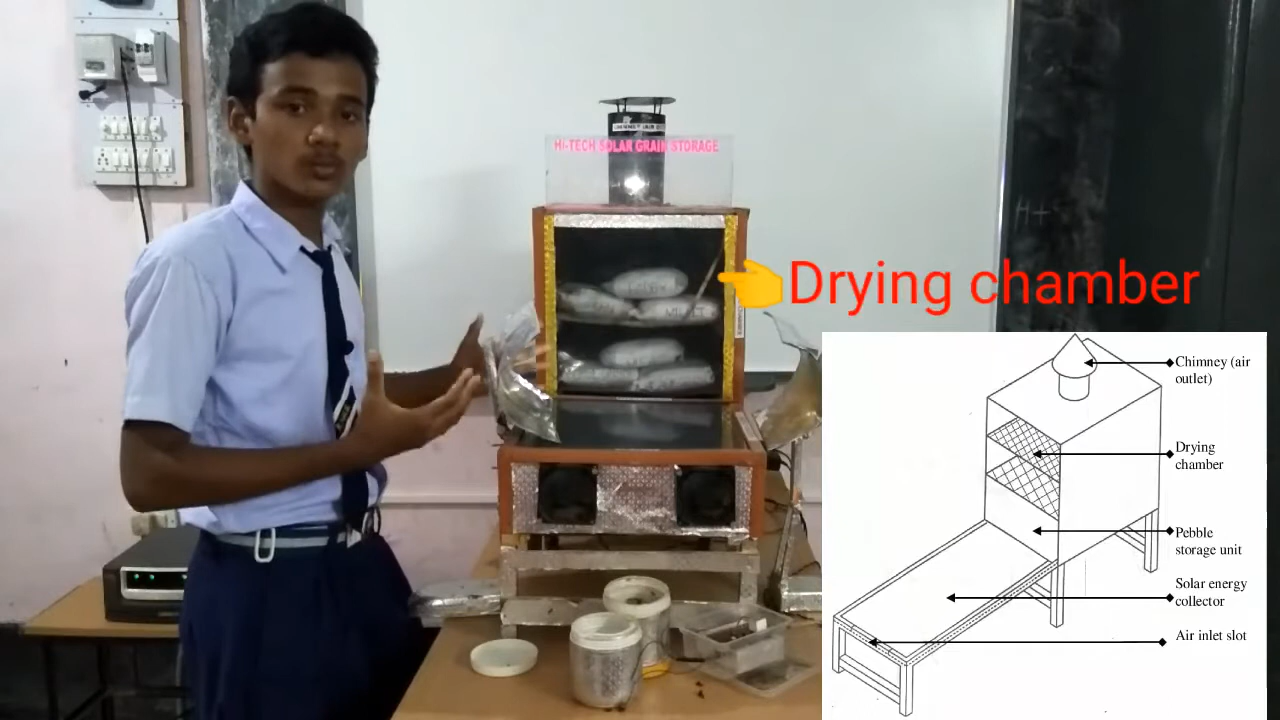 HI-TECH SOLAR GRAIN STORAGE
Drying chamber
Chimney (air
outlet)
Drying
chamber
Pebble
storage unit
Solar energy
collector
Air inlet slot